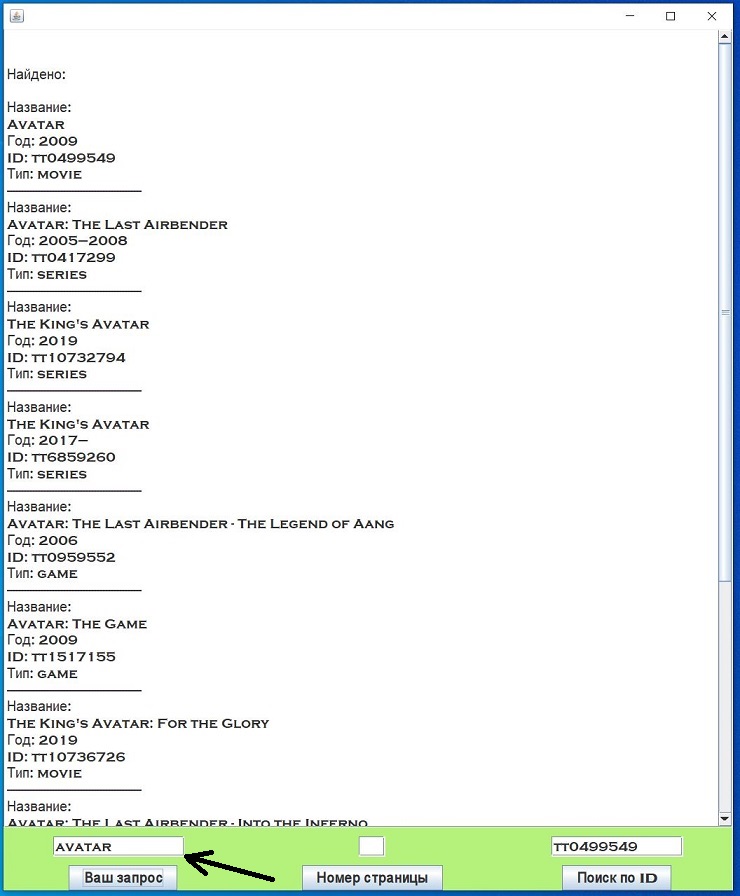 Найдено:
Название:
Avatar
Год: 2009
ID: tt0499549
Тип: movie
Название:
Avatar: The Last Airbender
Год: 2005–2008
ID: tt0417299
Тип: series
Название:
The King's Avatar
Год: 2019
ID: tt10732794
Тип: series
Название:
The King's Avatar
Год: 2017–
ID: tt6859260
Тип: series
Название:
Avatar: The Last Airbender - The Legend of Aang
Год: 2006
ID: tt0959552
Тип: game
Название:
Avatar: The Game
Год: 2009
ID: tt1517155
Тип: game
Название:
The King's Avatar: For the Glory
Год: 2019
ID: tt10736726
Тип: movie
Название:
Avatar: The Last Airbender - Into the Inferno
avatar
tt0499549
Ваш запрос
Номер страницы
Поиск по ID